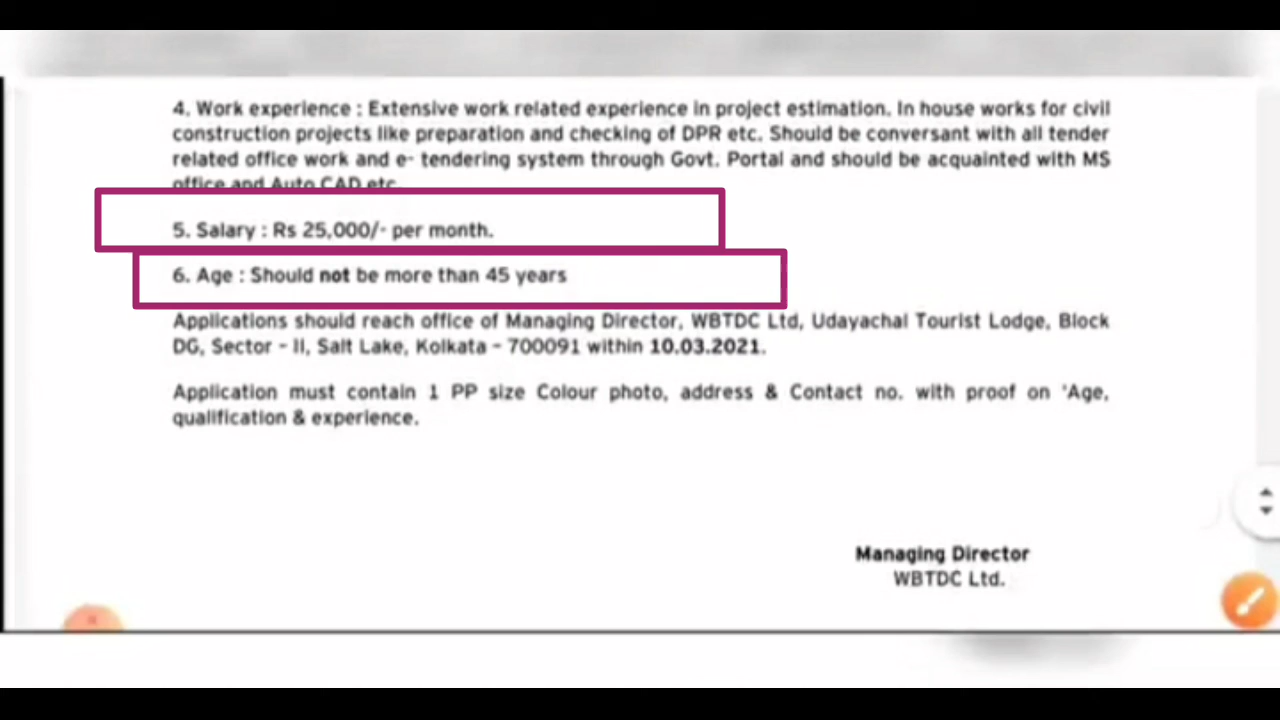 4. Work experience : Extensive work related experience in project estimation. In house works for civil
construction projects like preparation and checking of DPR etc. Should be conversant with all tender
related office work and e- tendering system through Govt. Portal and should be acquainted with MS
office and Auto CAD etc.
5. Salary : Rs 25,000/- per month.
6. Age : Should not be more than 45 years
Applications should reach office of Managing Director, WBTDC Ltd, Udayachal Tourist Lodge, Block
DG, Sector - II, Salt Lake, Kolkata - 700091 within 10.03.2021.
Application must contain 1 PP size Colour photo, address & Contact no. with proof on 'Age,
qualification & experience.
Managing Director
WBTDC Ltd.